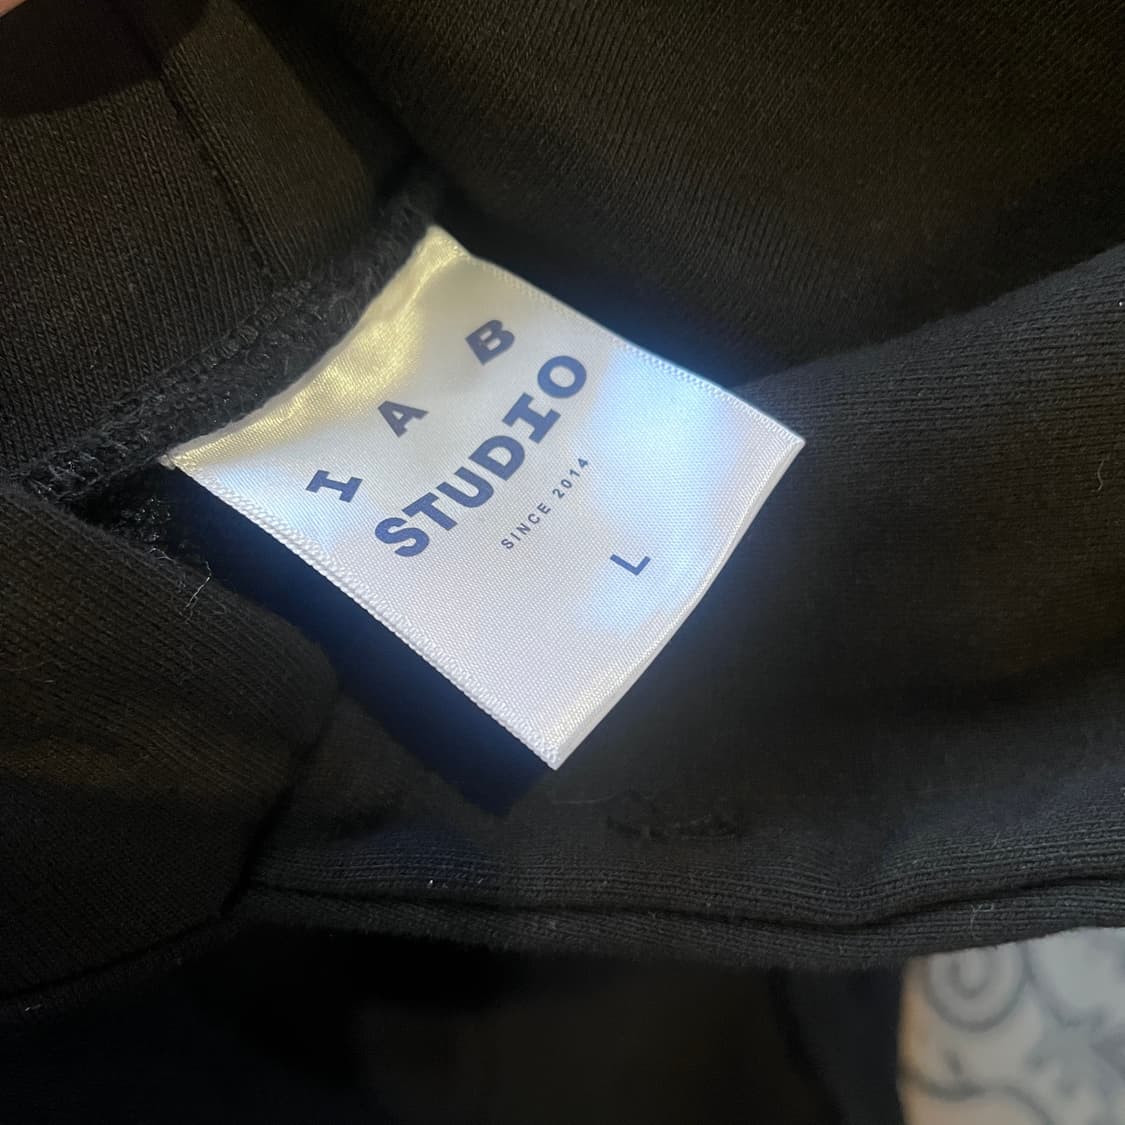 I A B
STUDIO
SINCE 2014
L